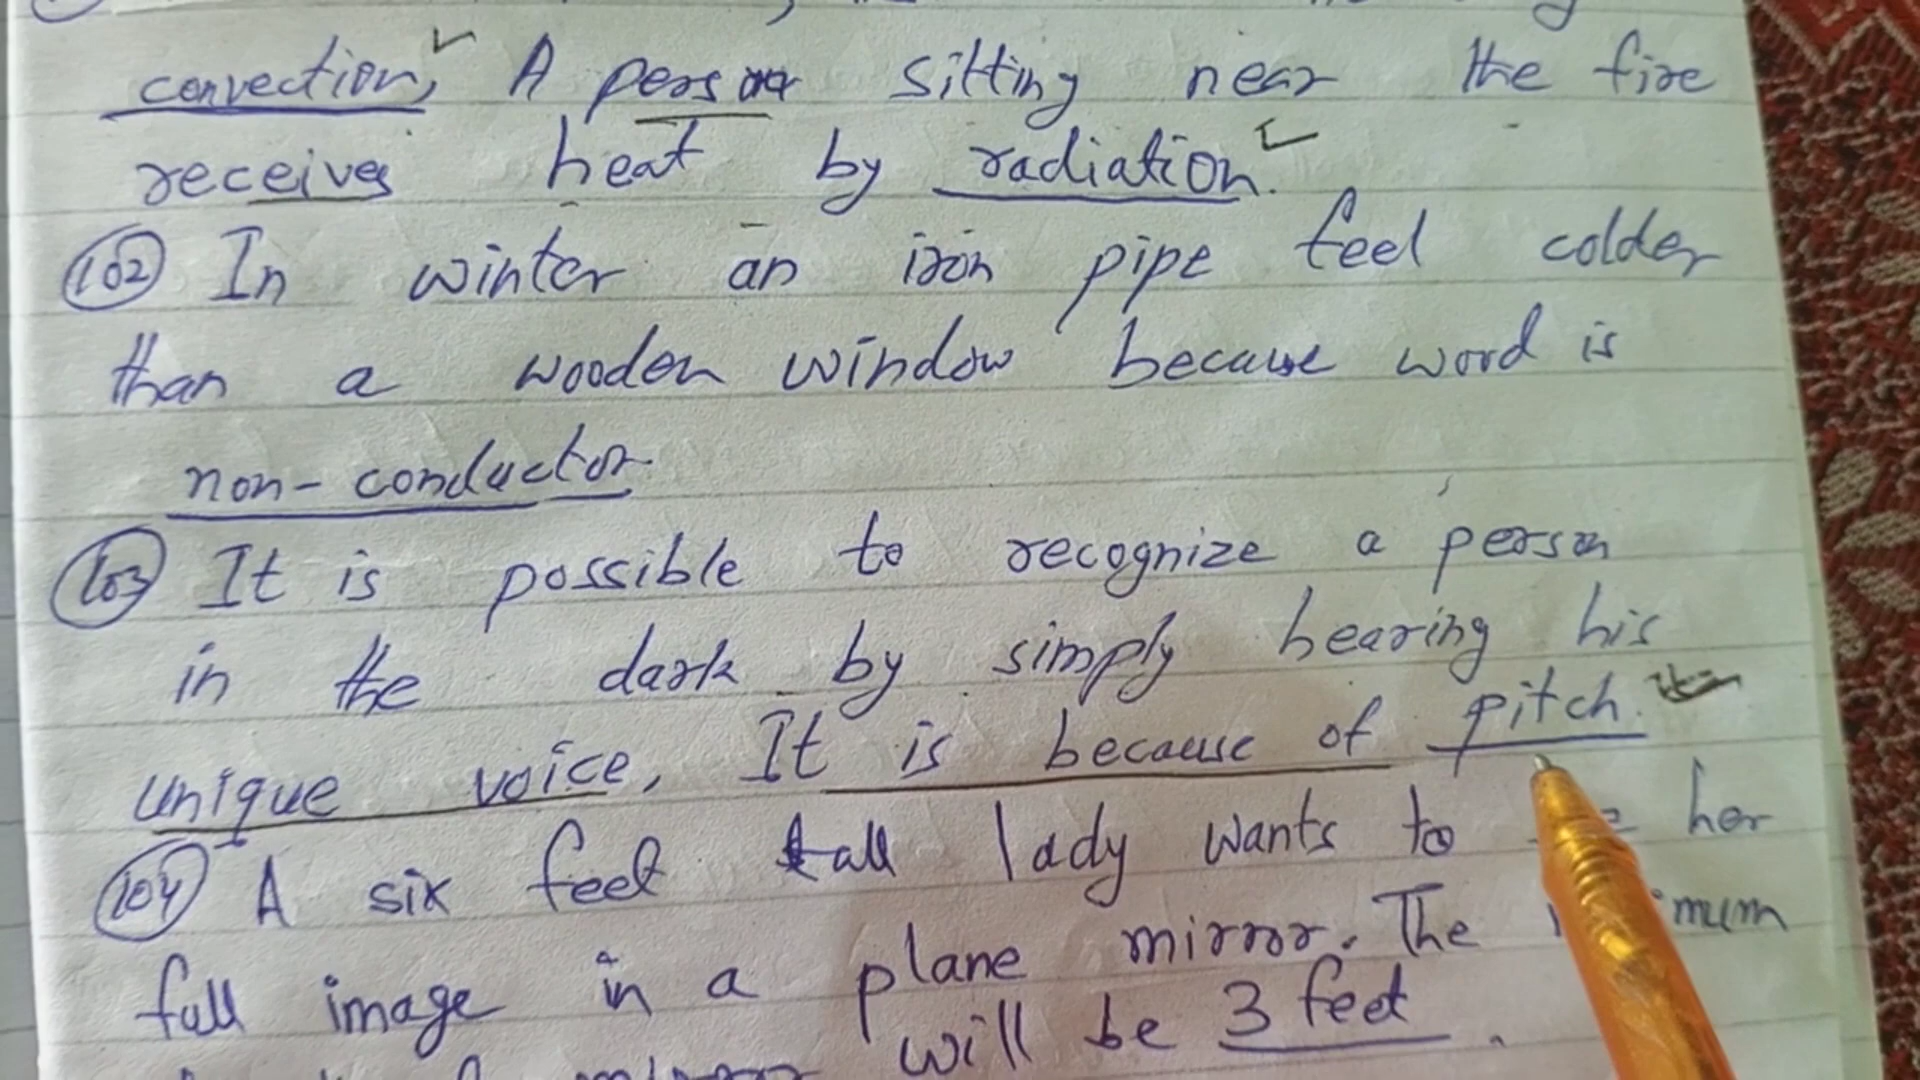 convection, A person sitting near the fire
receives heat by radiation.
102 In winter an iron pipe feel colder
than a wooden window because word is
non-conductor
103 It is possible to recognize a person
in the dark by simply hearing his
unique voice, It is because of pitch.
104 A six feet tall lady wants to her
full image in a plane mirror. The
will be 3 feet.